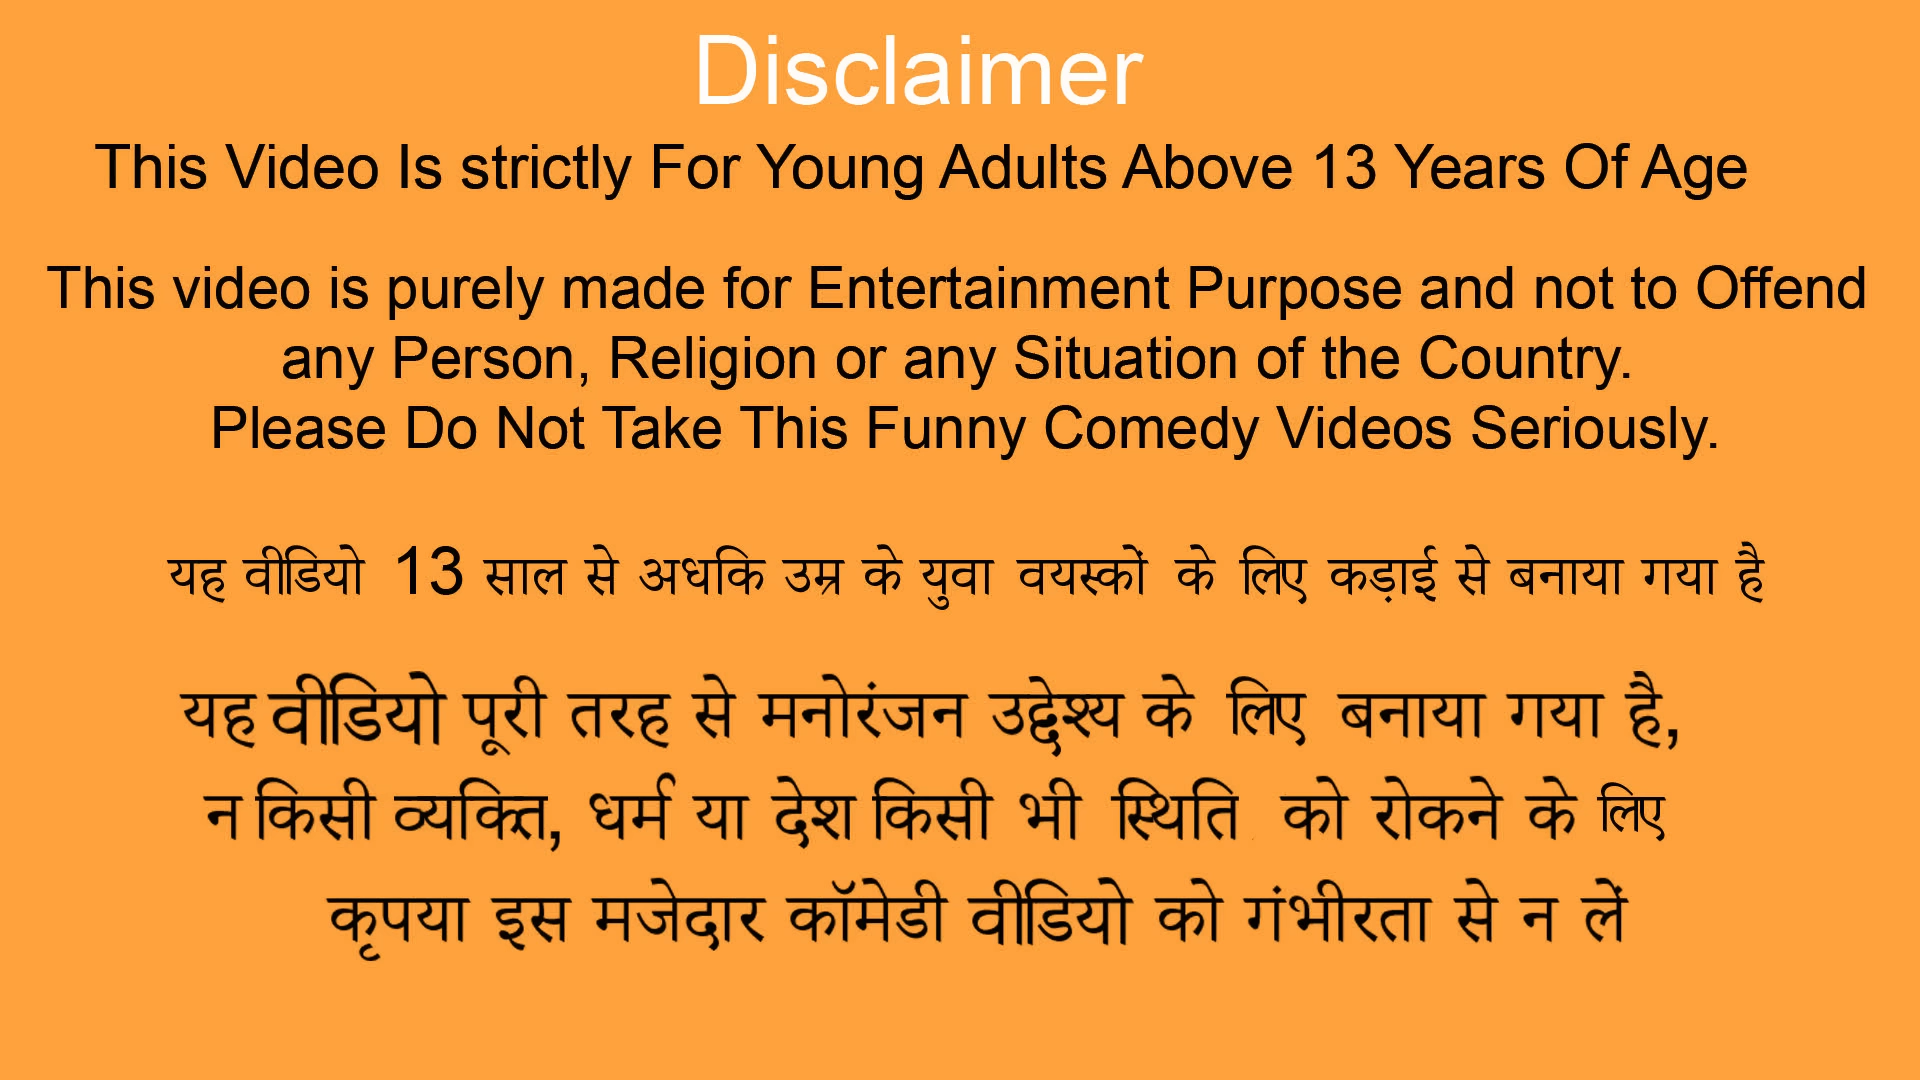 Disclaimer
This Video Is strictly For Young Adults Above 13 Years Of Age
This video is purely made for Entertainment Purpose and not to Offend
any Person, Religion or any Situation of the Country.
Please Do Not Take This Funny Comedy Videos Seriously.
यह वीडियो 13 साल से अधकि उम्र के युवा वयस्कों के लिए कड़ाई से बनाया गया है
यह वीडियो पूरी तरह से मनोरंजन उद्देश्य के लिए बनाया गया है,
न किसी व्यक्ति, धर्म या देश किसी भी स्थिति को रोकने के लिए
कृपया इस मजेदार कॉमेडी वीडियो को गंभीरता से न लें